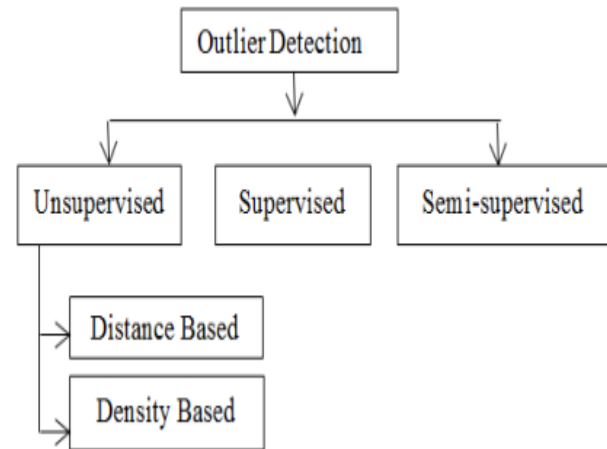 Outlier Detection
Unsupervised
Supervised
Semi-supervised
Distance Based
Density Based